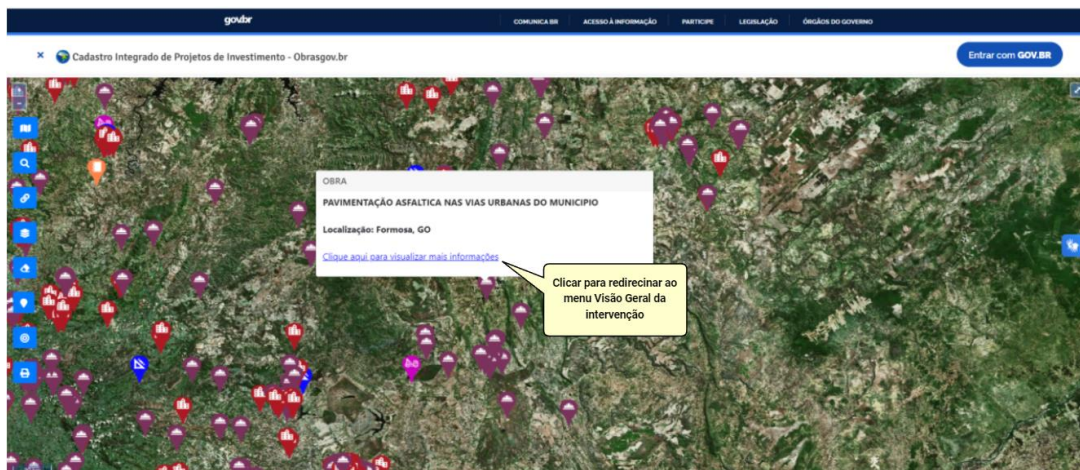 gov.br
COMUNICA BR
ACESSO À INFORMAÇÃO
PARTICIPE
LEGISLAÇÃO
ÓRGÃOS DO GOVERNO
Cadastro Integrado de Projetos de Investimento - Obrasgov.br
Entrar com GOV.BR
OBRA
PAVIMENTAÇÃO ASFALTICA NAS VIAS URBANAS DO MUNICIPIO
Localização: Formosa, GO
Clique aqui para visualizar mais informações
Clicar para redirecinar ao
menu Visão Geral da
intervenção